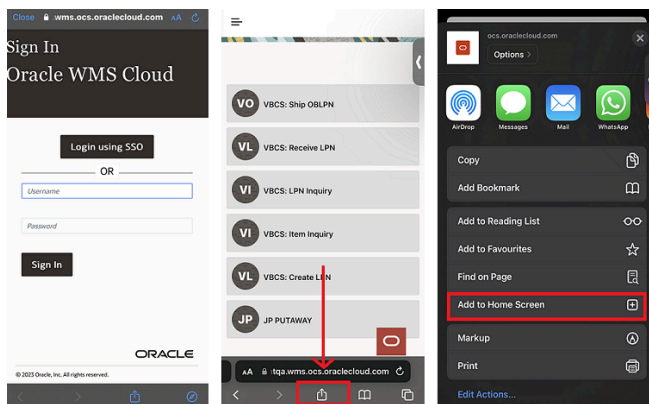 Close .wms.ocs.oraclecloud.com AA
Sign In
Oracle WMS Cloud
Login using SSO
OR
Username
Password
Sign In
ORACLE
© 2023 Oracle, Inc. All rights reserved.
VO VBCS: Ship OBLPN
VL VBCS: Receive LPN
VI VBCS: LPN Inquiry
VI VBCS: Item Inquiry
VL VBCS: Create LPN
JP JP PUTAWAY
AA tqa.wms.ocs.oraclecloud.com
ocs.oraclecloud.com
Options >
AirDrop Messages Mail WhatsApp
Copy
Add Bookmark
Add to Reading List
Add to Favourites
Find on Page
Add to Home Screen
Markup
Print
Edit Actions...